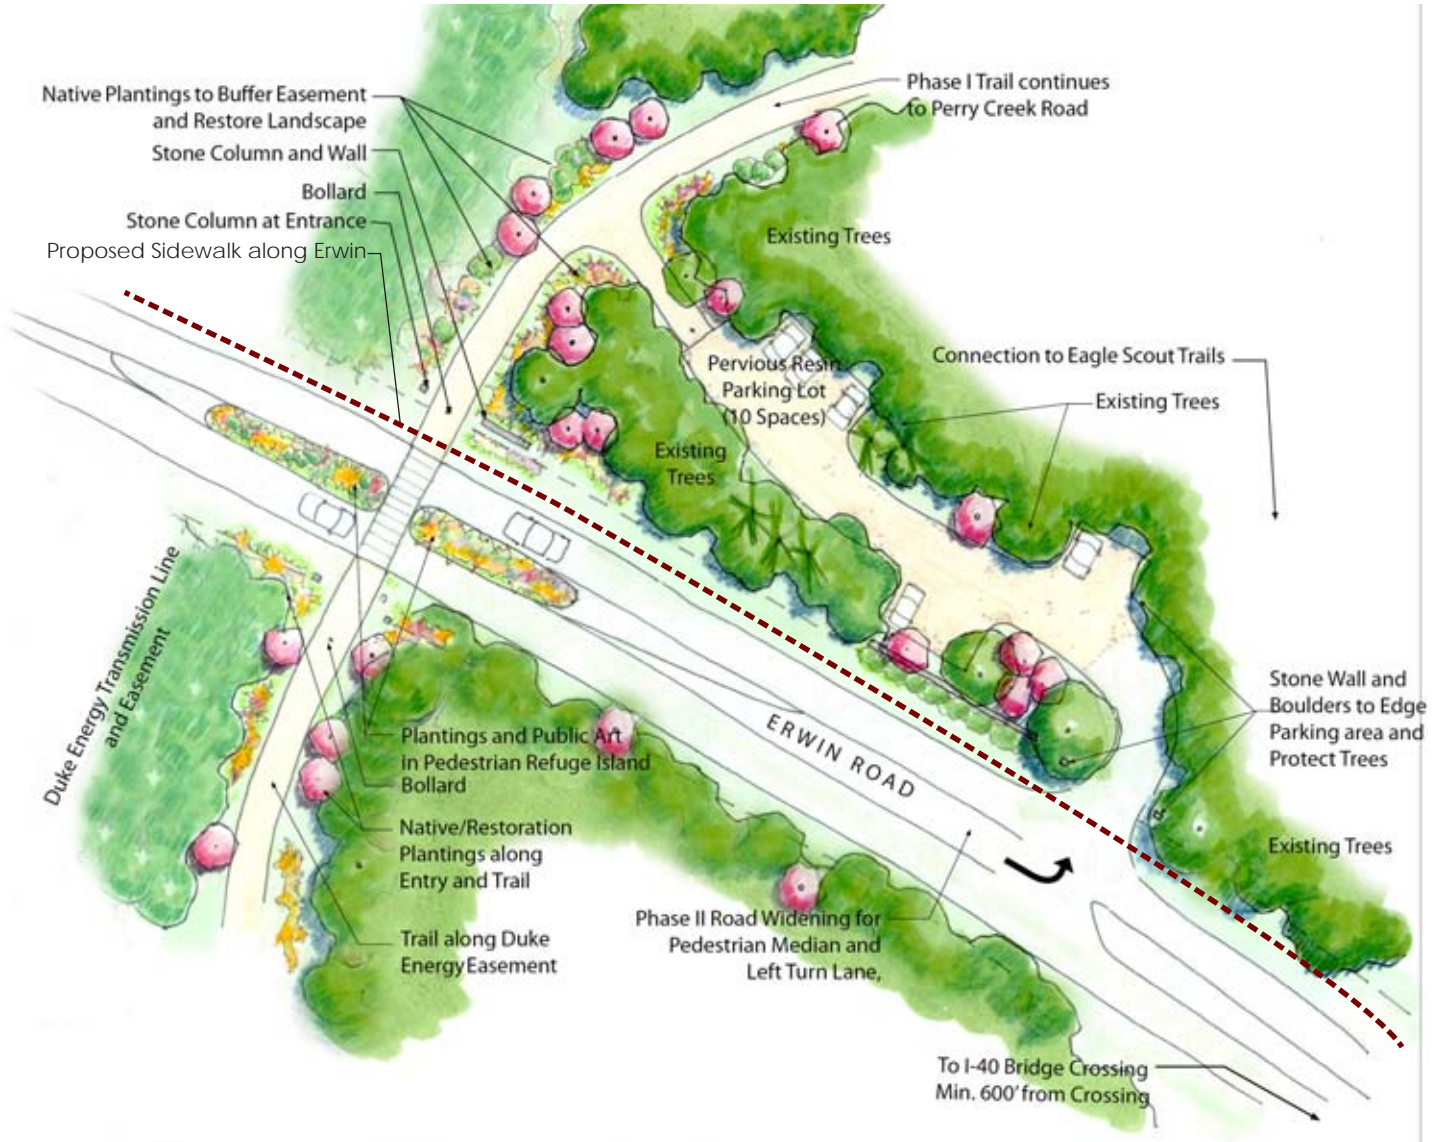 Native Plantings to Buffer Easement
and Restore Landscape
Stone Column and Wall
Bollard
Stone Column at Entrance
Proposed Sidewalk along Erwin
Phase I Trail continues
to Perry Creek Road
Existing Trees
Pervious Resin
Parking Lot
(10 Spaces)
Connection to Eagle Scout Trails
Existing Trees
Existing
Trees
Duke Energy Transmission Line
and Easement
Plantings and Public Art
in Pedestrian Refuge Island
Bollard
Native/Restoration
Plantings along
Entry and Trail
Trail along Duke
Energy Easement
ERWIN ROAD
Stone Wall and
Boulders to Edge
Parking area and
Protect Trees
Existing Trees
Phase II Road Widening for
Pedestrian Median and
Left Turn Lane,
To I-40 Bridge Crossing
Min. 600' from Crossing